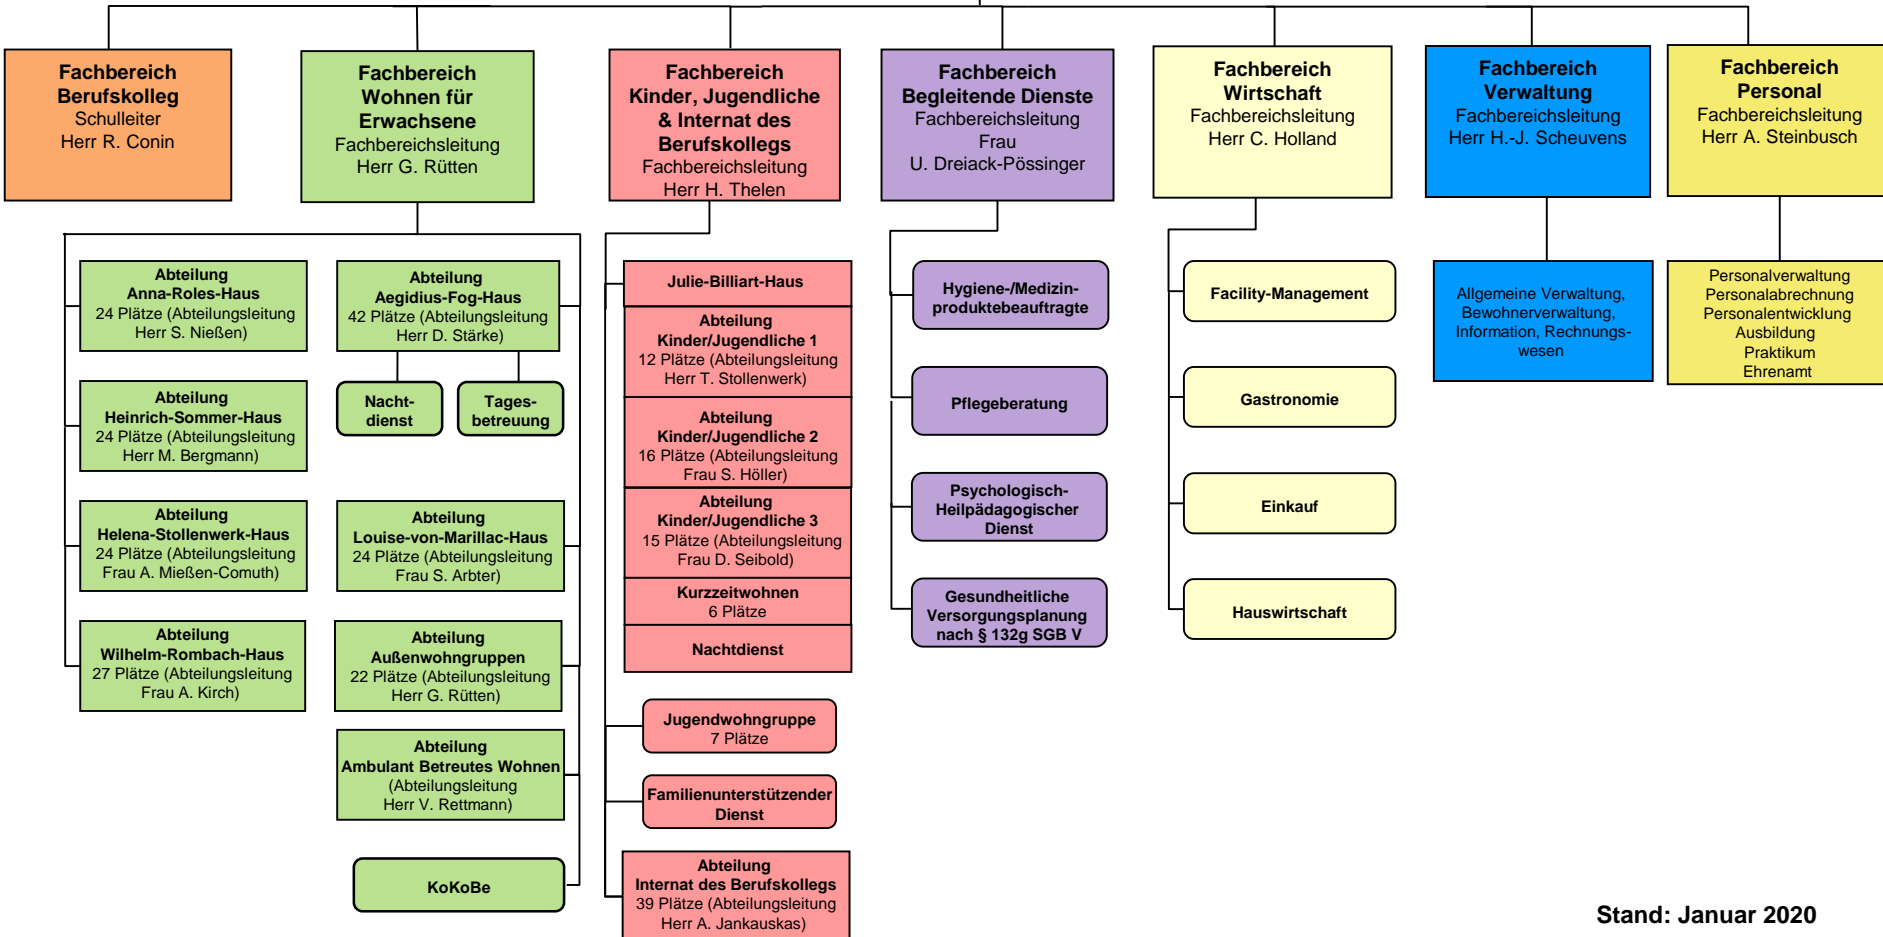 Fachbereich
Berufskolleg
Schulleiter
Herr R. Conin
Fachbereich
Wohnen für
Erwachsene
Fachbereichsleitung
Herr G. Rütten
Fachbereich
Kinder, Jugendliche
& Internat des
Berufskollegs
Fachbereichsleitung
Herr H. Thelen
Fachbereich
Begleitende Dienste
Fachbereichsleitung
Frau
U. Dreiack-Pössinger
Fachbereich
Wirtschaft
Fachbereichsleitung
Herr C. Holland
Fachbereich
Verwaltung
Fachbereichsleitung
Herr H.-J. Scheuvens
Fachbereich
Personal
Fachbereichsleitung
Herr A. Steinbusch
Abteilung
Anna-Roles-Haus
24 Plätze (Abteilungsleitung
Herr S. Nießen)
Abteilung
Heinrich-Sommer-Haus
24 Plätze (Abteilungsleitung
Herr M. Bergmann)
Abteilung
Helena-Stollenwerk-Haus
24 Plätze (Abteilungsleitung
Frau A. Mießen-Comuth)
Abteilung
Wilhelm-Rombach-Haus
27 Plätze (Abteilungsleitung
Frau A. Kirch)
Abteilung
Aegidius-Fog-Haus
42 Plätze (Abteilungsleitung
Herr D. Stärke)
Nacht-
dienst
Tages-
betreuung
Abteilung
Louise-von-Marillac-Haus
24 Plätze (Abteilungsleitung
Frau S. Arbter)
Abteilung
Außenwohngruppen
22 Plätze (Abteilungsleitung
Herr G. Rütten)
Abteilung
Ambulant Betreutes Wohnen
(Abteilungsleitung
Herr V. Rettmann)
KoKoBe
Julie-Billiart-Haus
Abteilung
Kinder/Jugendliche 1
12 Plätze (Abteilungsleitung
Herr T. Stollenwerk)
Abteilung
Kinder/Jugendliche 2
16 Plätze (Abteilungsleitung
Frau S. Höller)
Abteilung
Kinder/Jugendliche 3
15 Plätze (Abteilungsleitung
Frau D. Seibold)
Kurzzeitwohnen
6 Plätze
Nachtdienst
Jugendwohngruppe
7 Plätze
Familienunterstützender
Dienst
Abteilung
Internat des Berufskollegs
39 Plätze (Abteilungsleitung
Herr A. Jankauskas)
Hygiene-/Medizin-
produktebeauftragte
Pflegeberatung
Psychologisch-
Heilpädagogischer
Dienst
Gesundheitliche
Versorgungsplanung
nach § 132g SGB V
Facility-Management
Gastronomie
Einkauf
Hauswirtschaft
Allgemeine Verwaltung,
Bewohnerverwaltung,
Information, Rechnungs-
wesen
Personalverwaltung
Personalabrechnung
Personalentwicklung
Ausbildung
Praktikum
Ehrenamt
Stand: Januar 2020